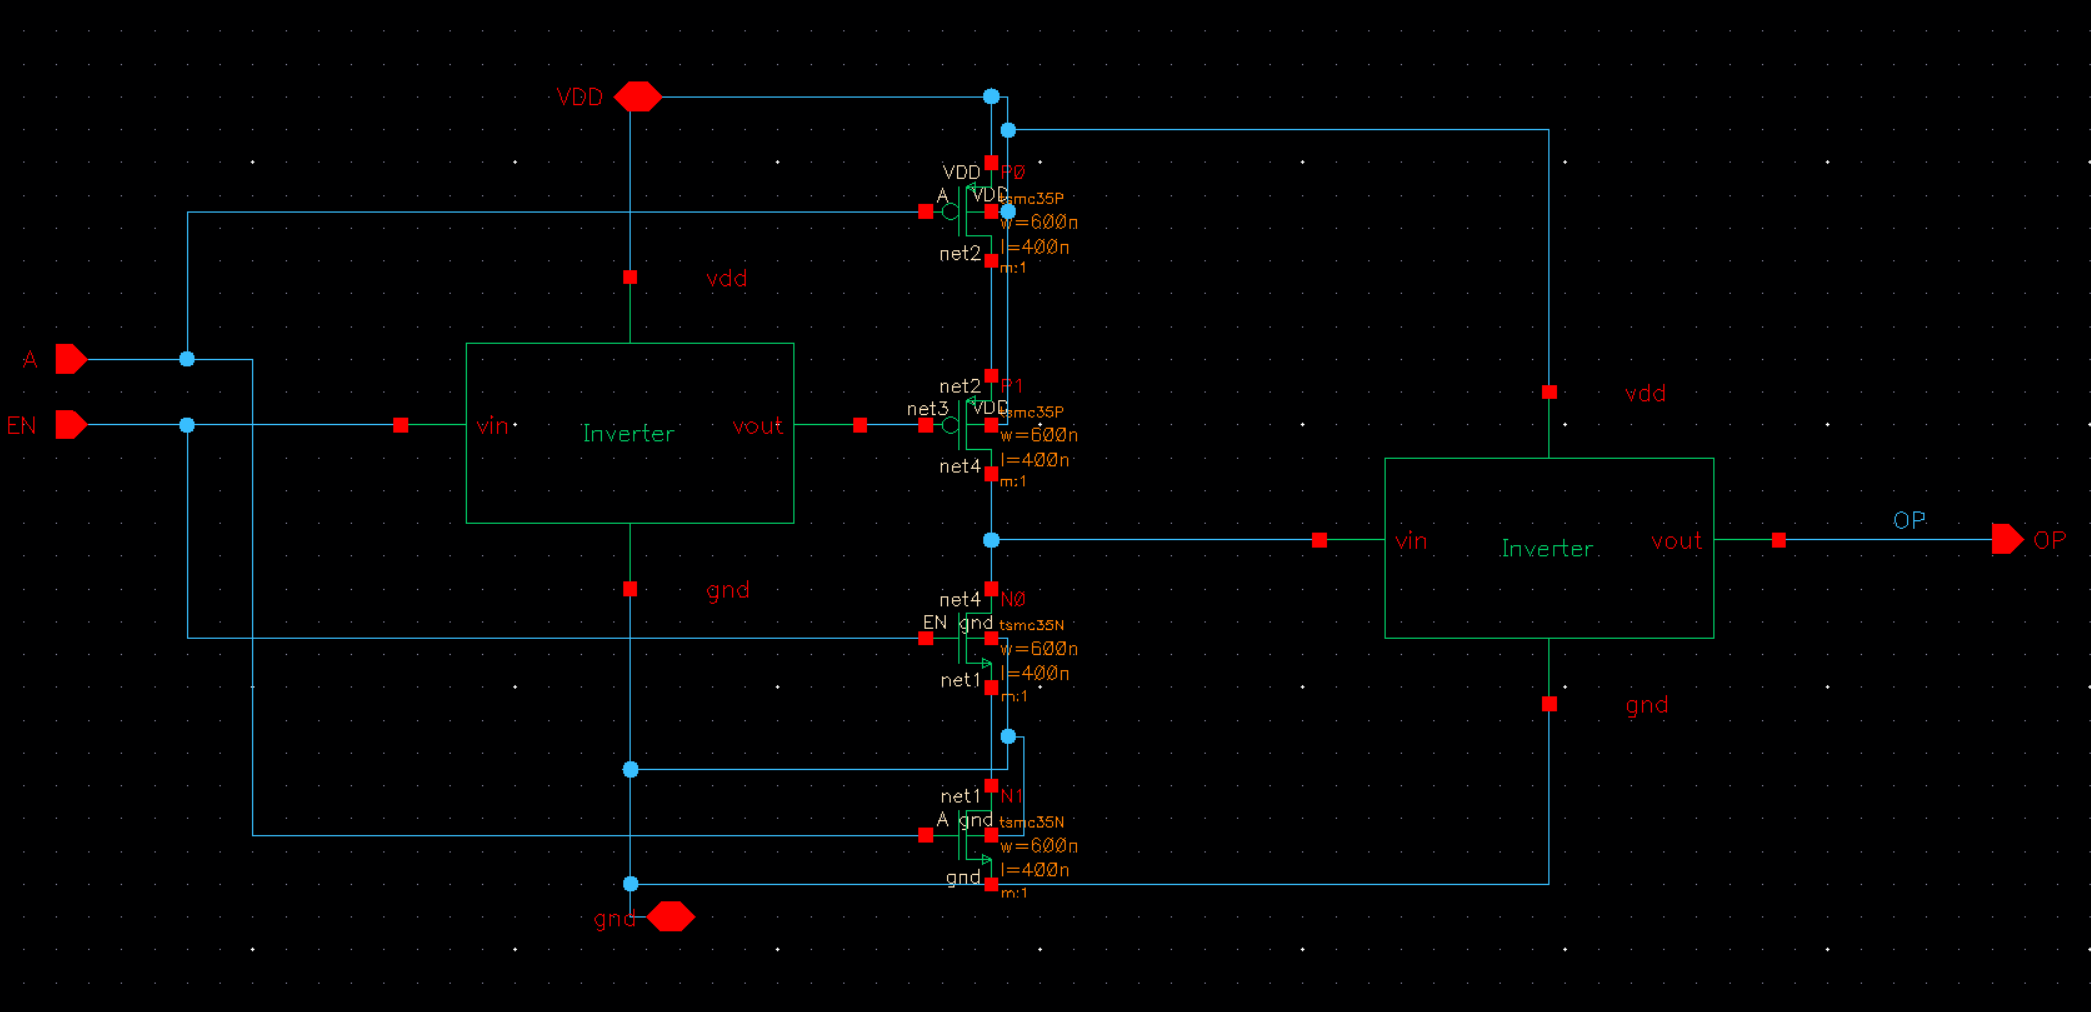 VDD
VDD P0
A VDD tsmc35P
w=600n
l=400n
net2
m:1
vdd
A
net2 P1
vdd
net3 VDD tsmc35P
EN
vin
Inverter
vout
w=600n
l=400n
net4
m:1
OP
vin
Inverter
vout
OP
gnd
net4 N0
EN gnd tsmc35N
w=600n
l=400n
net1
m:1
gnd
net1 N1
A gnd tsmc35N
w=600n
l=400n
gnd
m:1
gnd